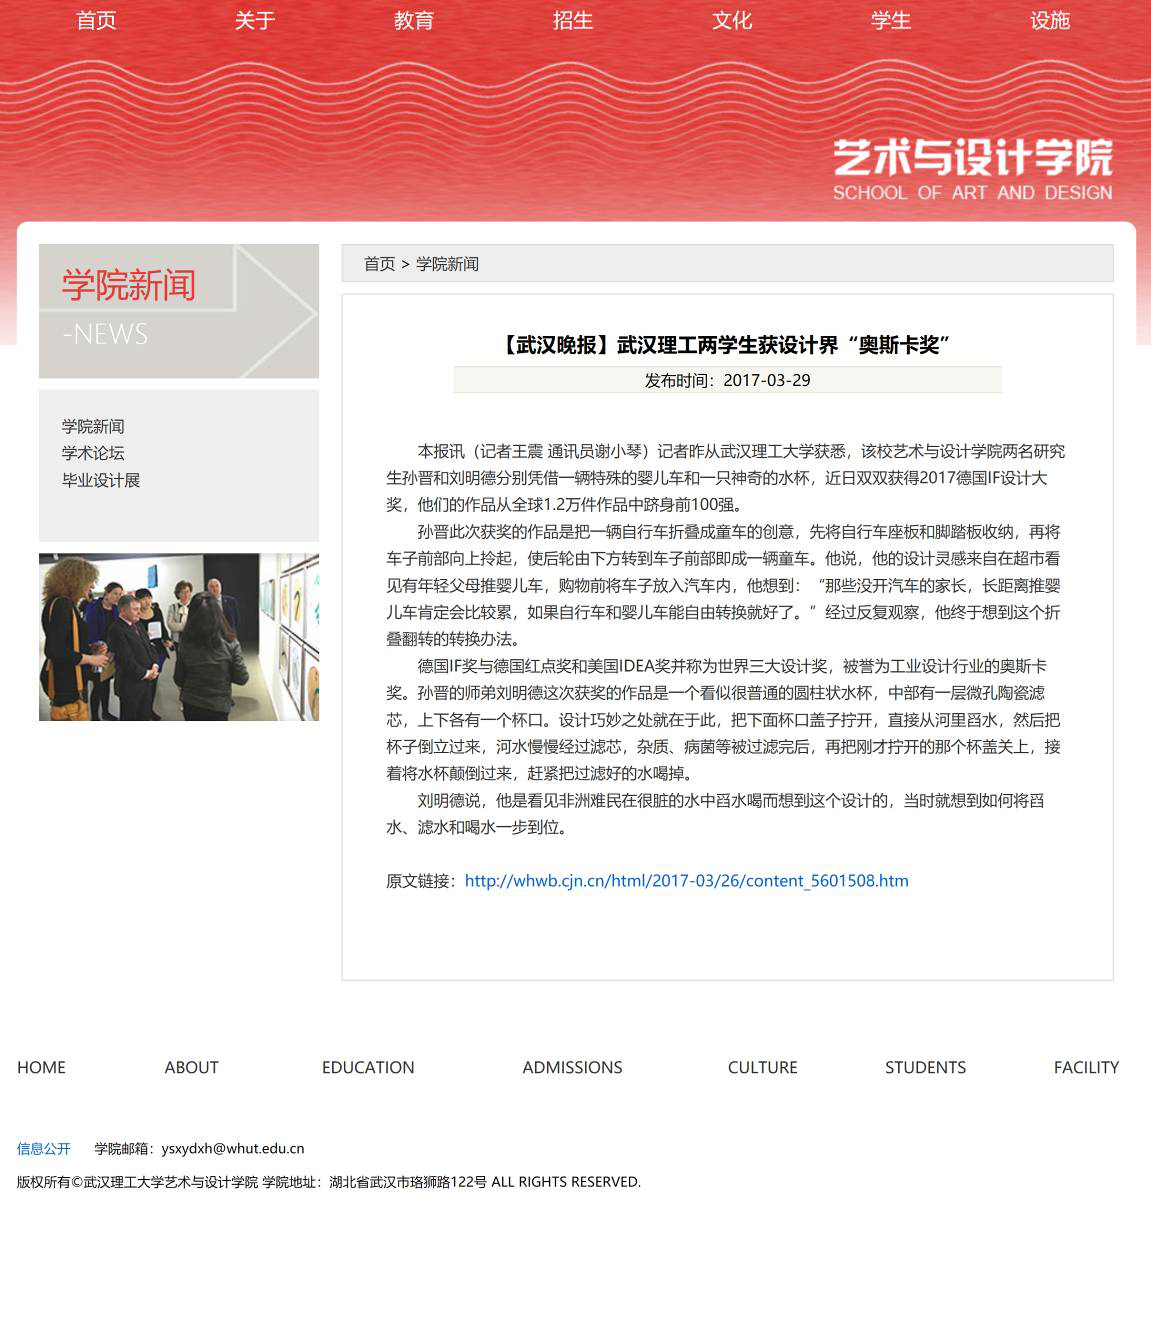 首页 关于 教育 招生 文化 学生 设施
艺术与设计学院
SCHOOL OF ART AND DESIGN
学院新闻
-NEWS
学院新闻
学术论坛
毕业设计展
首页 > 学院新闻
【武汉晚报】武汉理工两学生获设计界“奥斯卡奖”
发布时间：2017-03-29
本报讯（记者王震 通讯员谢小琴）记者昨从武汉理工大学获悉，该校艺术与设计学院两名研究
生孙晋和刘明德分别凭借一辆特殊的婴儿车和一只神奇的水杯，近日双双获得2017德国IF设计大
奖，他们的作品从全球1.2万件作品中跻身前100强。
孙晋此次获奖的作品是把一辆自行车折叠成童车的创意，先将自行车座板和脚踏板收纳，再将
车子前部向上拎起，使后轮由下方转到车子前部即成一辆童车。他说，他的设计灵感来自在超市看
见有年轻父母推婴儿车，购物前将车子放入汽车内，他想到：“那些没开汽车的家长，长距离推婴
儿车肯定会比较累，如果自行车和婴儿车能自由转换就好了。”经过反复观察，他终于想到这个折
叠翻转的转换办法。
德国IF奖与德国红点奖和美国IDEA奖并称为世界三大设计奖，被誉为工业设计行业的奥斯卡
奖。孙晋的师弟刘明德这次获奖的作品是一个看似很普通的圆柱状水杯，中部有一层微孔陶瓷滤
芯，上下各有一个杯口。设计巧妙之处就在于此，把下面杯口盖子拧开，直接从河里舀水，然后把
杯子倒立过来，河水慢慢经过滤芯，杂质、病菌等被过滤完后，再把刚才拧开的那个杯盖关上，接
着将水杯颠倒过来，赶紧把过滤好的水喝掉。
刘明德说，他是看见非洲难民在很脏的水中舀水喝而想到这个设计的，当时就想到如何将舀
水、滤水和喝水一步到位。
原文链接：http://whwb.cjn.cn/html/2017-03/26/content_5601508.htm
HOME ABOUT EDUCATION ADMISSIONS CULTURE STUDENTS FACILITY
信息公开 学院邮箱：ysxydxh@whut.edu.cn
版权所有©武汉理工大学艺术与设计学院 学院地址：湖北省武汉市珞狮路122号 ALL RIGHTS RESERVED.